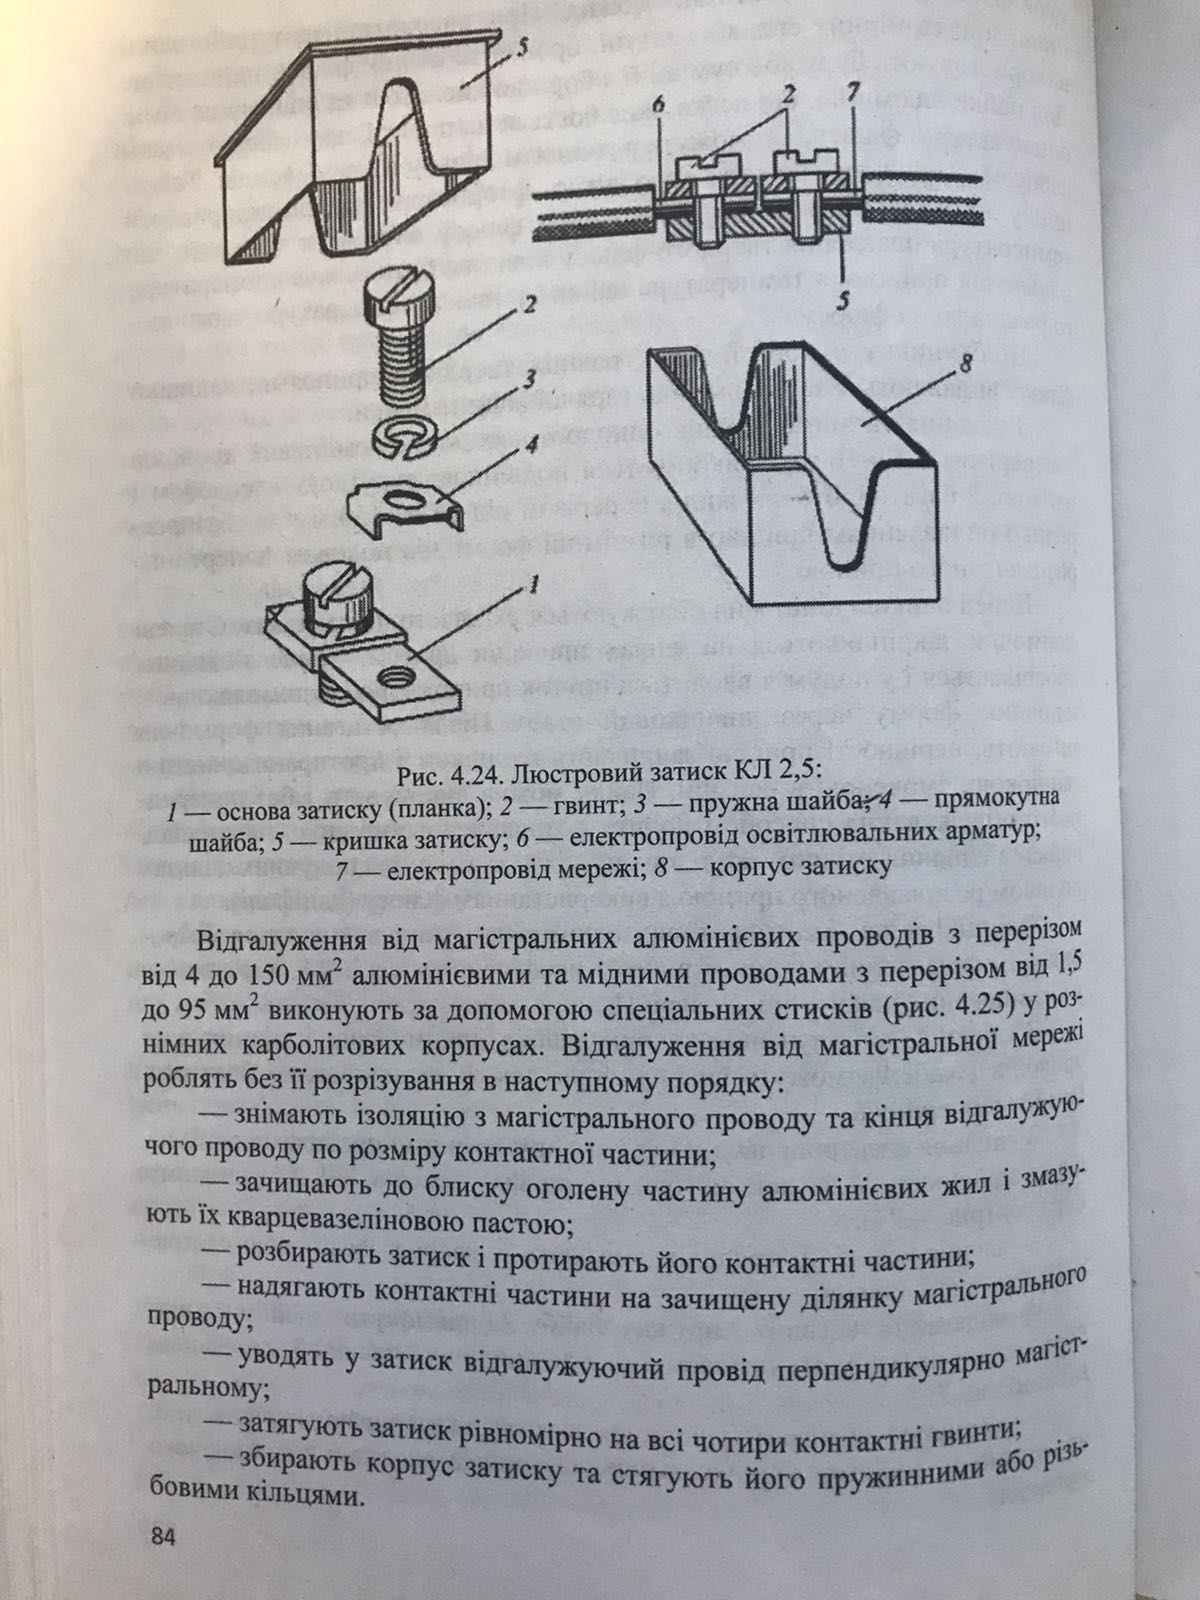 5
6
2
7
5
2
3
4
1
8
Рис. 4.24. Люстровий затиск КЛ 2,5:
1 — основа затиску (планка); 2 — гвинт; 3 — пружна шайба; 4 — прямокутна
шайба; 5 — кришка затиску; 6 — електропровід освітлювальних арматур;
7 — електропровід мережі; 8 — корпус затиску
Відгалуження від магістральних алюмінієвих проводів з перерізом
від 4 до 150 мм² алюмінієвими та мідними проводами з перерізом від 1,5
до 95 мм² виконують за допомогою спеціальних стисків (рис. 4.25) у роз-
німних карболітових корпусах. Відгалуження від магістральної мережі
роблять без її розрізування в наступному порядку:
— знімають ізоляцію з магістрального проводу та кінця відгалужую-
чого проводу по розміру контактної частини;
— зачищають до блиску оголену частину алюмінієвих жил і змазу-
ють їх кварцевазеліновою пастою;
— розбирають затиск і протирають його контактні частини;
— надягають контактні частини на зачищену ділянку магістрального
проводу;
— уводять у затиск відгалужуючий провід перпендикулярно магіст-
ральному;
— затягують затиск рівномірно на всі чотири контактні гвинти;
— збирають корпус затиску та стягують його пружинними або різь-
бовими кільцями.
84